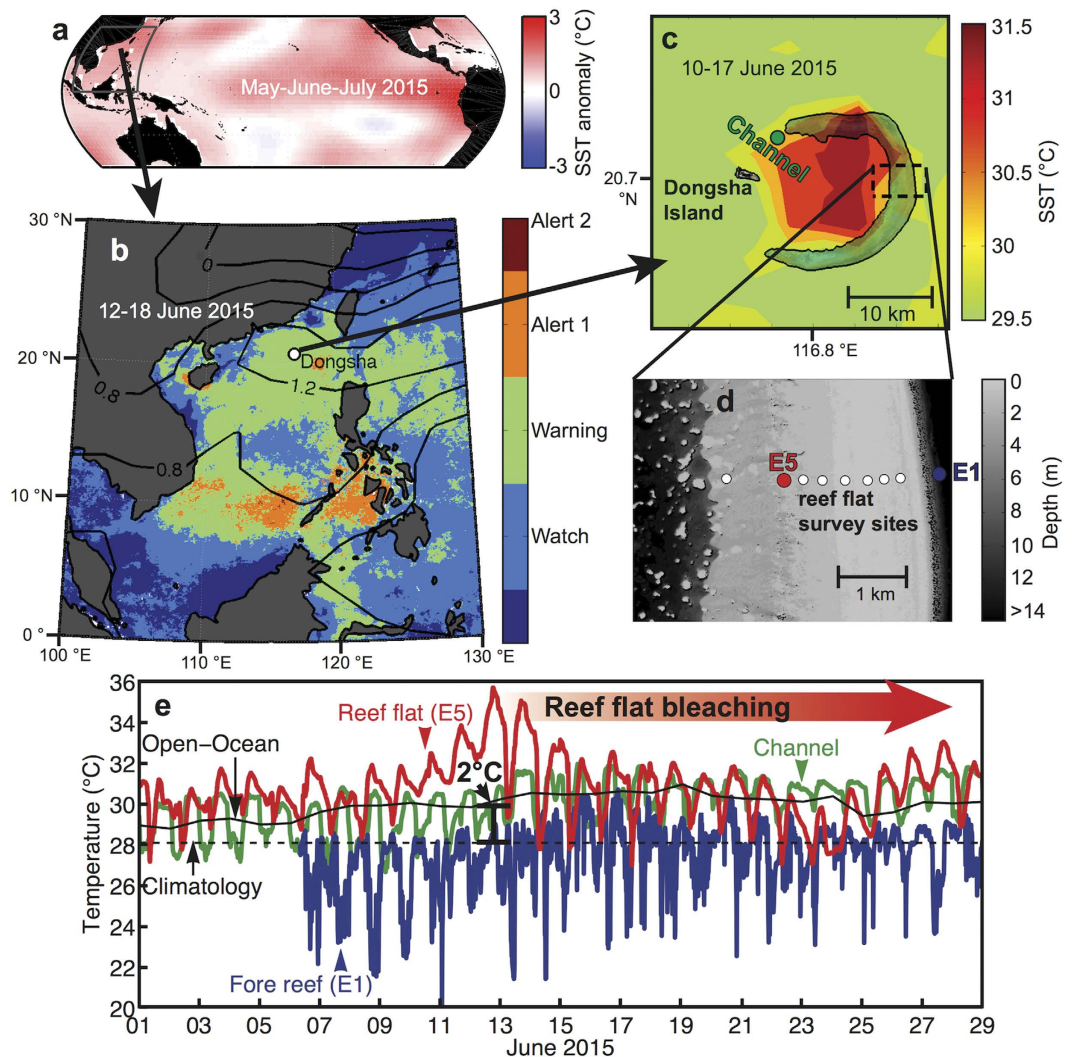 a
May-June-July 2015
3
0
-3
SST anomaly (°C)
b
12-18 June 2015
30 °N
20 °N
10 °N
0 °
100 °E
110 °E
120 °E
130 °E
0
0.8
1.2
0.8
Dongsha
Alert 2
Alert 1
Warning
Watch
c
10-17 June 2015
Channel
Dongsha
Island
20.7
°N
10 km
116.8 °E
31.5
31
30.5
30
29.5
SST (°C)
d
E5
E1
reef flat
survey sites
1 km
0
2
4
6
8
10
12
>14
Depth (m)
e
Reef flat (E5)
Reef flat bleaching
Open-Ocean
Channel
2°C
Climatology
Fore reef (E1)
Temperature (°C)
36
34
32
30
28
26
24
22
20
01 03 05 07 09 11 13 15 17 19 21 23 25 27 29
June 2015